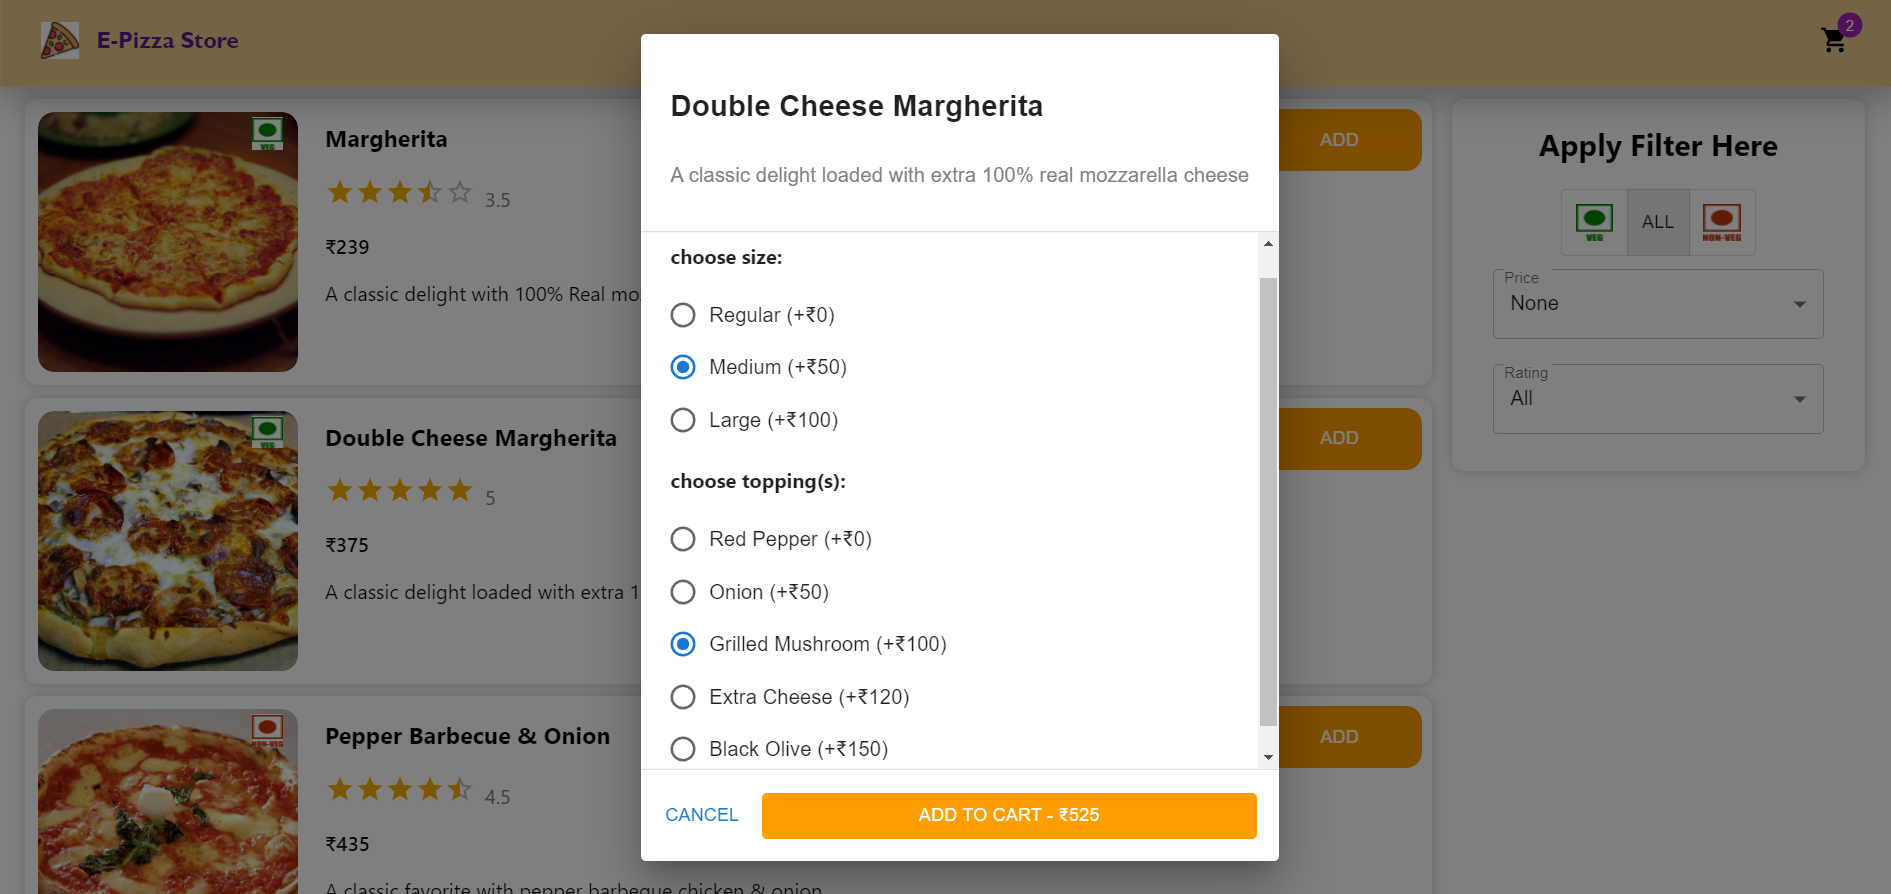 E-Pizza Store
2
Margherita
3.5
₹239
A classic delight with 100% Real mo
ADD
VEG
Double Cheese Margherita
5
₹375
A classic delight loaded with extra 1
ADD
VEG
Pepper Barbecue & Onion
4.5
₹435
A classic favorite with pepper barbeque chicken & onion
ADD
NON-VEG
Double Cheese Margherita
A classic delight loaded with extra 100% real mozzarella cheese
choose size:
Regular (+₹0)
Medium (+₹50)
Large (+₹100)
choose topping(s):
Red Pepper (+₹0)
Onion (+₹50)
Grilled Mushroom (+₹100)
Extra Cheese (+₹120)
Black Olive (+₹150)
CANCEL
ADD TO CART - ₹525
Apply Filter Here
VEG
ALL
NON-VEG
Price
None
Rating
All